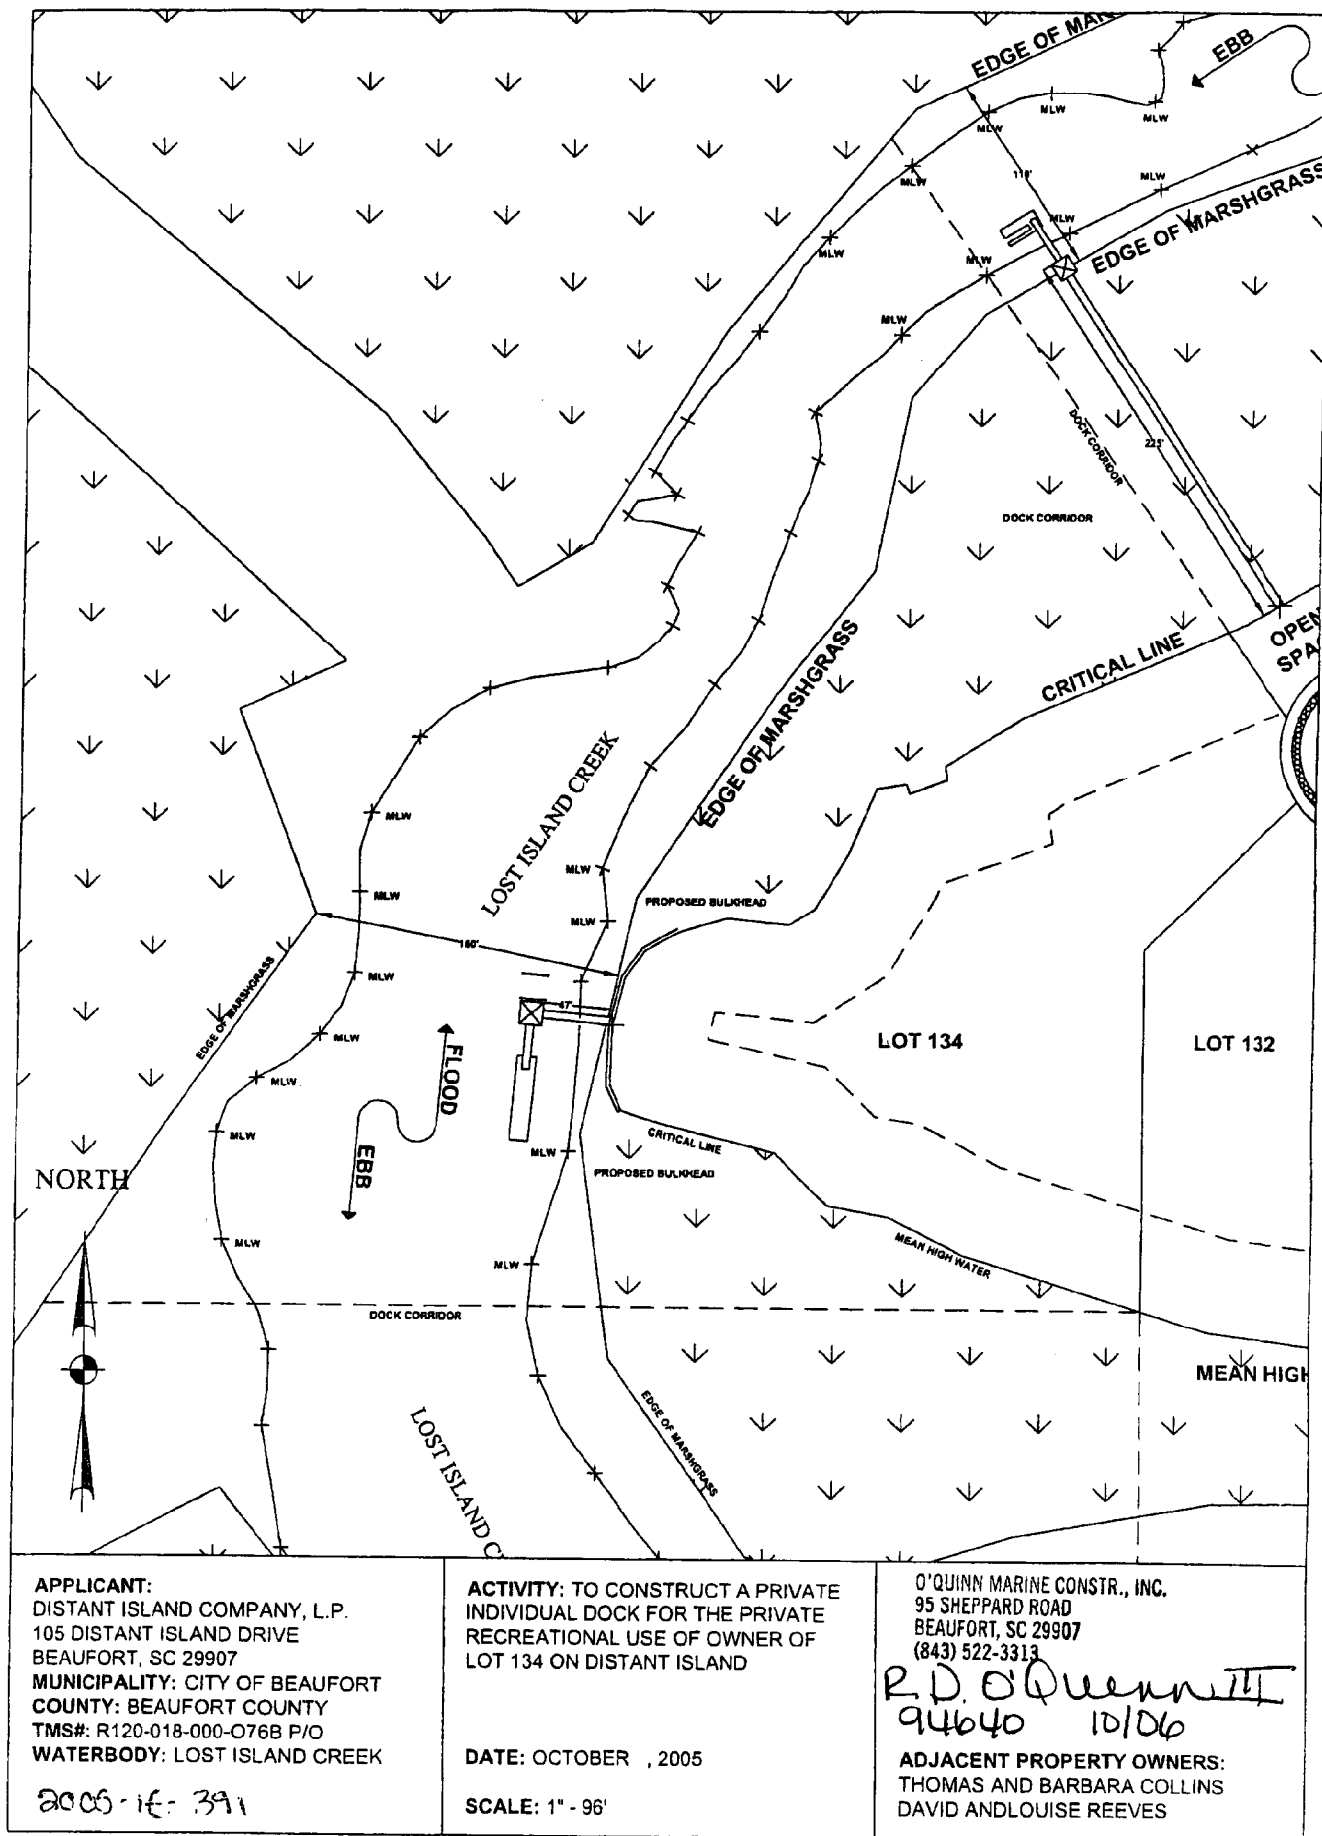 EDGE OF MAR
EBB
MLW
MLW
MLW
MLW
MLW
MLW
MLW
MLW
MLW
118'
EDGE OF MARSHGRASS
DOCK CORRIDOR
225'
DOCK CORRIDOR
OPEN
SPA
CRITICAL LINE
EDGE OF MARSHGRASS
LOST ISLAND CREEK
MLW
MLW
MLW
MLW
PROPOSED BULKHEAD
160'
EDGE OF MARSHGRASS
MLW
47'
MLW
LOT 134
LOT 132
FLOOD
EBB
MLW
MLW
MLW
CRITICAL LINE
PROPOSED BULKHEAD
NORTH
MLW
MLW
MEAN HIGH WATER
DOCK CORRIDOR
MEAN HIGH
EDGE OF MARSHGRASS
LOST ISLAND C
APPLICANT:
DISTANT ISLAND COMPANY, L.P.
105 DISTANT ISLAND DRIVE
BEAUFORT, SC 29907
MUNICIPALITY: CITY OF BEAUFORT
COUNTY: BEAUFORT COUNTY
TMS#: R120-018-000-O76B P/O
WATERBODY: LOST ISLAND CREEK
2005-1E-391
ACTIVITY: TO CONSTRUCT A PRIVATE
INDIVIDUAL DOCK FOR THE PRIVATE
RECREATIONAL USE OF OWNER OF
LOT 134 ON DISTANT ISLAND
DATE: OCTOBER , 2005
SCALE: 1" - 96'
O'QUINN MARINE CONSTR., INC.
95 SHEPPARD ROAD
BEAUFORT, SC 29907
(843) 522-3313
R.D. O'Quinn III
94640 10/06
ADJACENT PROPERTY OWNERS:
THOMAS AND BARBARA COLLINS
DAVID ANDLOUISE REEVES